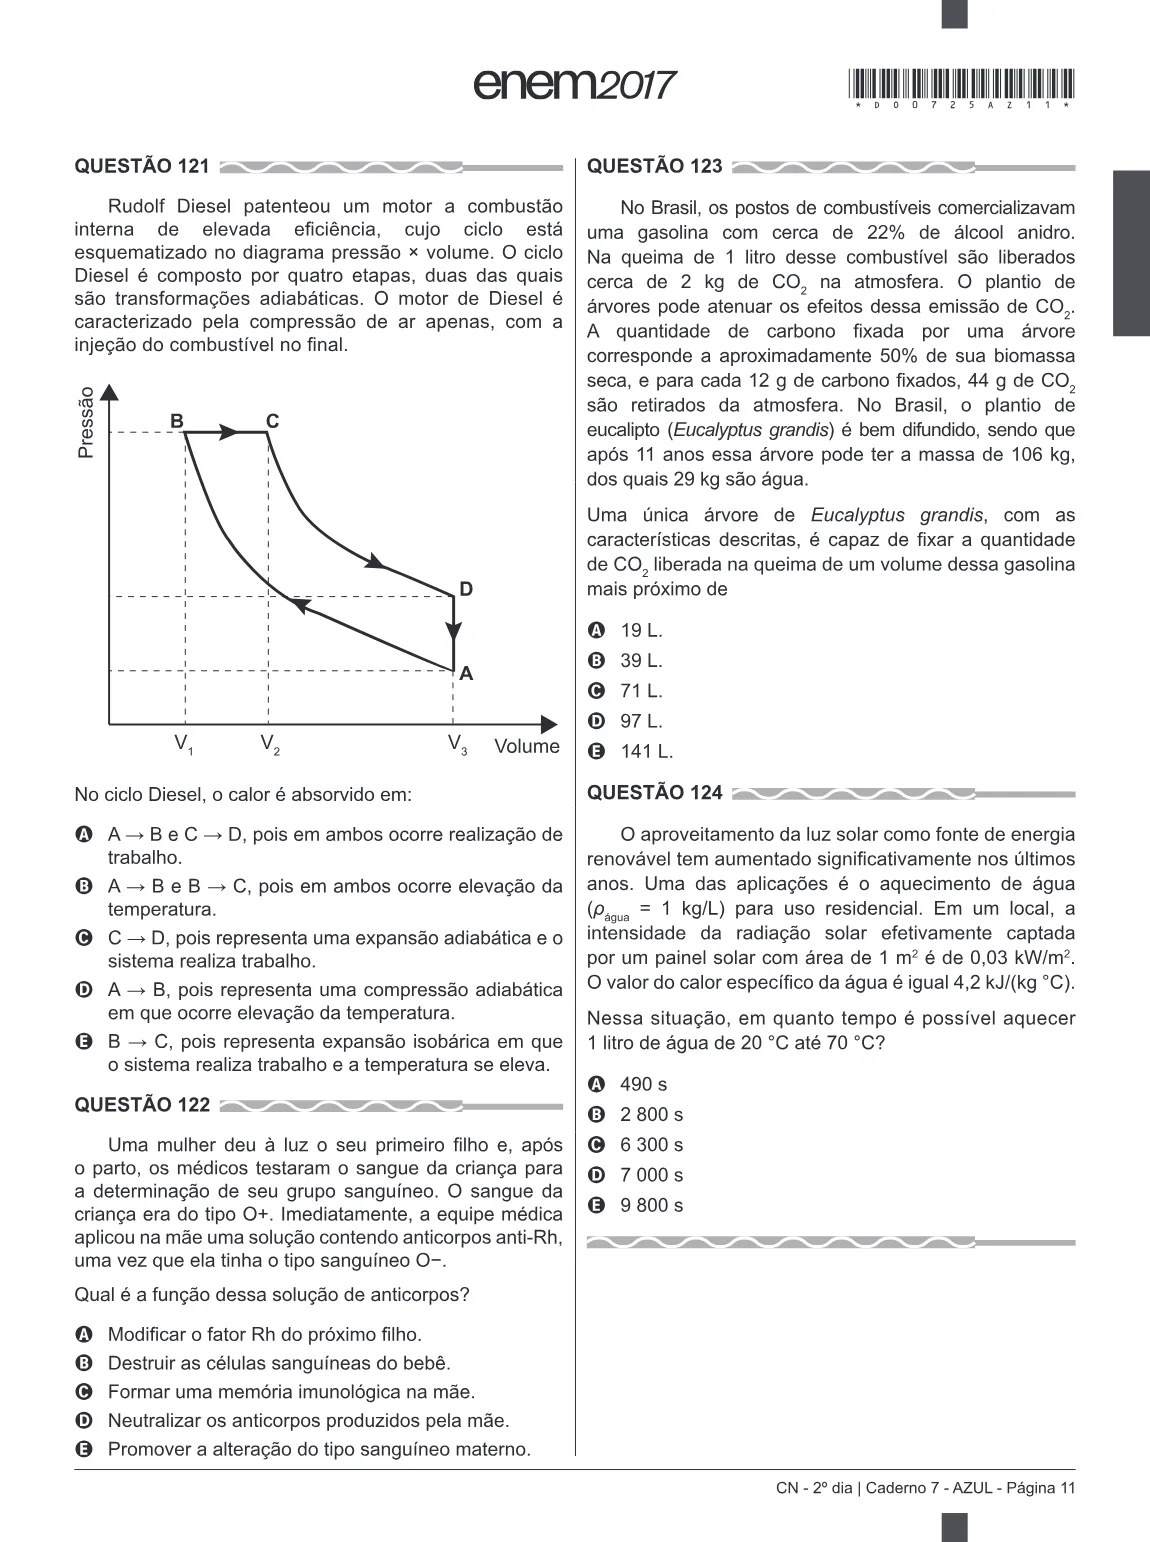 enem2017
*D00725AZ11*
QUESTÃO 121
Rudolf Diesel patenteou um motor a combustão
interna de elevada eficiência, cujo ciclo está
esquematizado no diagrama pressão × volume. O ciclo
Diesel é composto por quatro etapas, duas das quais
são transformações adiabáticas. O motor de Diesel é
caracterizado pela compressão de ar apenas, com a
injeção do combustível no final.
Pressão
B
C
D
A
V1
V2
V3
Volume
No ciclo Diesel, o calor é absorvido em:
A A → B e C → D, pois em ambos ocorre realização de
trabalho.
B A → B e B → C, pois em ambos ocorre elevação da
temperatura.
C C → D, pois representa uma expansão adiabática e o
sistema realiza trabalho.
D A → B, pois representa uma compressão adiabática
em que ocorre elevação da temperatura.
E B → C, pois representa expansão isobárica em que
o sistema realiza trabalho e a temperatura se eleva.
QUESTÃO 122
Uma mulher deu à luz o seu primeiro filho e, após
o parto, os médicos testaram o sangue da criança para
a determinação de seu grupo sanguíneo. O sangue da
criança era do tipo O+. Imediatamente, a equipe médica
aplicou na mãe uma solução contendo anticorpos anti-Rh,
uma vez que ela tinha o tipo sanguíneo O−.
Qual é a função dessa solução de anticorpos?
A Modificar o fator Rh do próximo filho.
B Destruir as células sanguíneas do bebê.
C Formar uma memória imunológica na mãe.
D Neutralizar os anticorpos produzidos pela mãe.
E Promover a alteração do tipo sanguíneo materno.
QUESTÃO 123
No Brasil, os postos de combustíveis comercializavam
uma gasolina com cerca de 22% de álcool anidro.
Na queima de 1 litro desse combustível são liberados
cerca de 2 kg de CO2 na atmosfera. O plantio de
árvores pode atenuar os efeitos dessa emissão de CO2.
A quantidade de carbono fixada por uma árvore
corresponde a aproximadamente 50% de sua biomassa
seca, e para cada 12 g de carbono fixados, 44 g de CO2
são retirados da atmosfera. No Brasil, o plantio de
eucalipto (Eucalyptus grandis) é bem difundido, sendo que
após 11 anos essa árvore pode ter a massa de 106 kg,
dos quais 29 kg são água.
Uma única árvore de Eucalyptus grandis, com as
características descritas, é capaz de fixar a quantidade
de CO2 liberada na queima de um volume dessa gasolina
mais próximo de
A 19 L.
B 39 L.
C 71 L.
D 97 L.
E 141 L.
QUESTÃO 124
O aproveitamento da luz solar como fonte de energia
renovável tem aumentado significativamente nos últimos
anos. Uma das aplicações é o aquecimento de água
(ρágua = 1 kg/L) para uso residencial. Em um local, a
intensidade da radiação solar efetivamente captada
por um painel solar com área de 1 m² é de 0,03 kW/m².
O valor do calor específico da água é igual 4,2 kJ/(kg °C).
Nessa situação, em quanto tempo é possível aquecer
1 litro de água de 20 °C até 70 °C?
A 490 s
B 2 800 s
C 6 300 s
D 7 000 s
E 9 800 s
CN - 2º dia | Caderno 7 - AZUL - Página 11